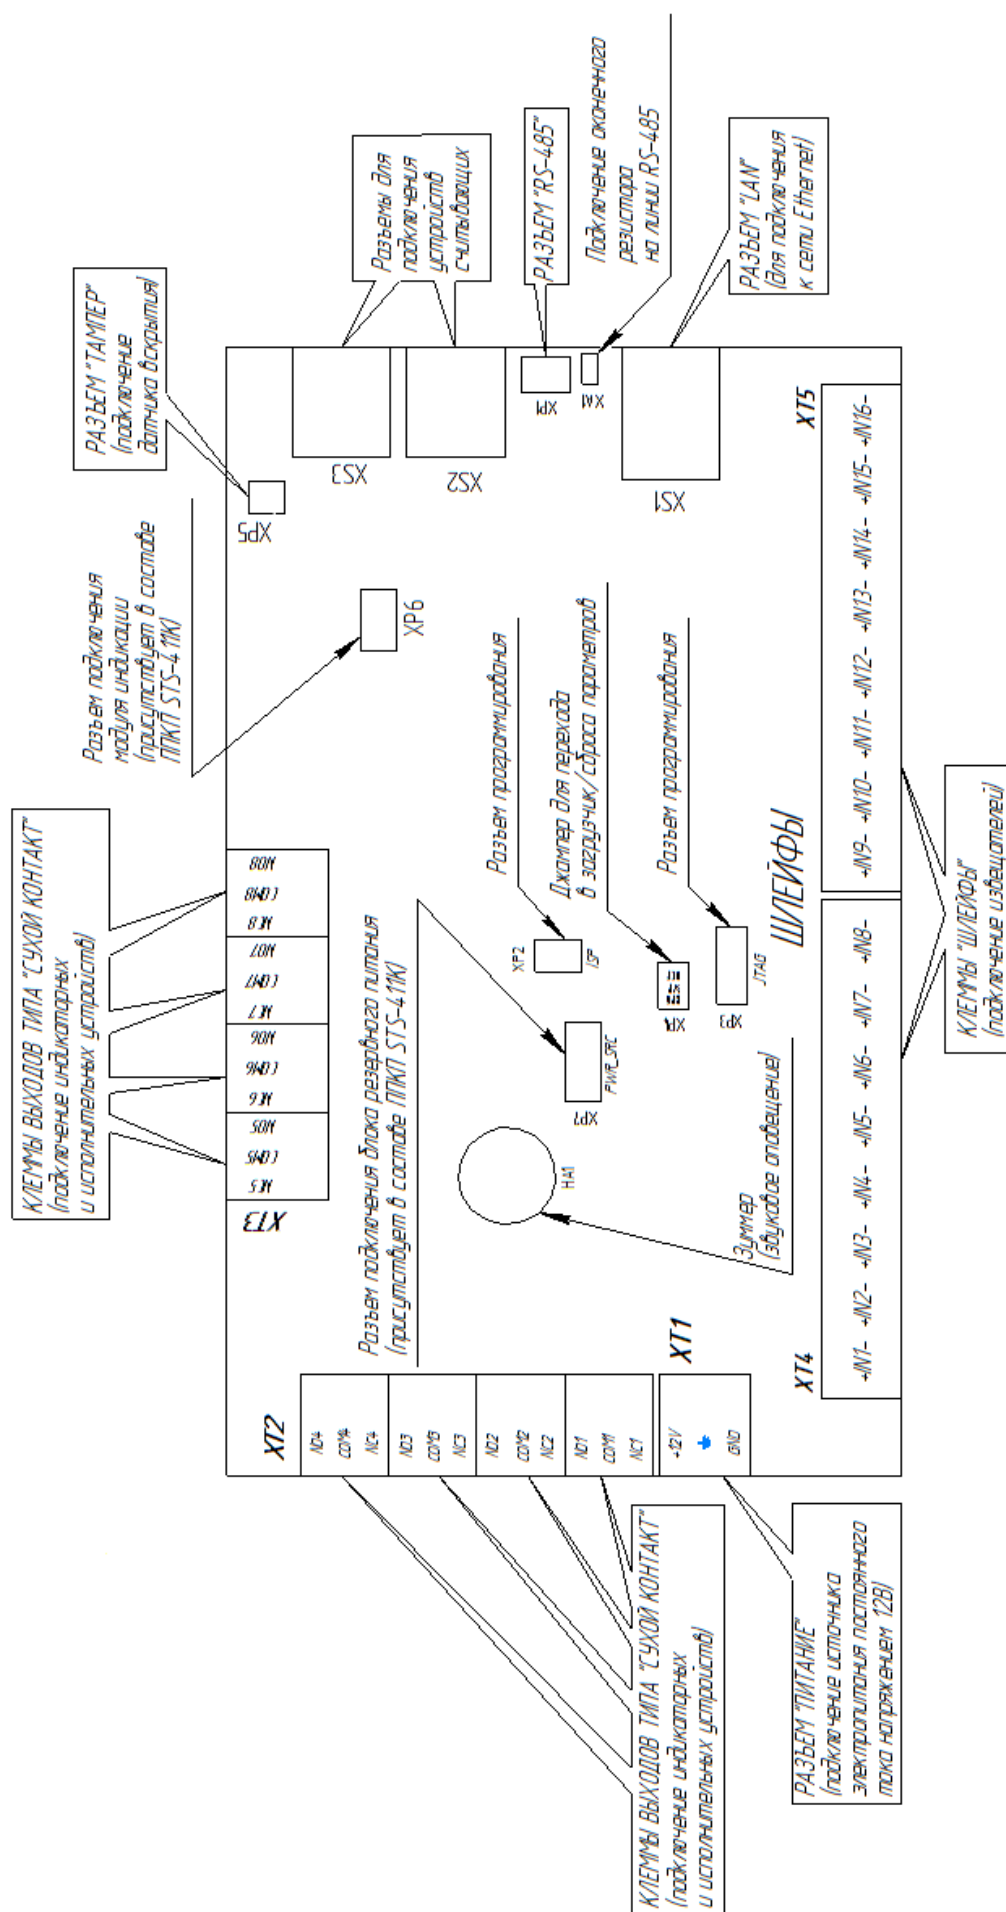 КЛЕММЫ ВЫХОДОВ ТИПА "СУХОЙ КОНТАКТ"
(подключение индикаторных
и исполнительных устройств)
Разъем подключения
модуля индикации
(присутствует в составе
ППКП STS-411К)
РАЗЪЕМ "ТАМПЕР"
(подключение
датчика вскрытия)
XT3
NC5
COM5
NO5
NC6
COM6
NO6
NC7
COM7
NO7
NC8
COM8
NO8
XP5
XS3
Разъемы для
подключения
устройств
считывающих
XT2
NO4
COM4
NC4
NO3
COM3
NC3
NO2
COM2
NC2
NO1
COM1
NC1
Разъем подключения блока резервного питания
(присутствует в составе ППКП STS-411К)
XP6
XS2
Разъем программирования
XP2
ISP
XP1
РАЗЪЕМ "RS-485"
HA1
XP7
PWR_SRC
Джампер для перехода
в загрузчик/сброса параметров
XA1
Подключение оконечного
резистора
на линии RS-485
XP4
Разъем программирования
XP3
JTAG
XS1
РАЗЪЕМ "LAN"
(для подключения
к сети Ethernet)
XT1
+12V
GND
Зуммер
(звуковое оповещение)
ШЛЕЙФЫ
XT4
XT5
+IN1- +IN2- +IN3- +IN4- +IN5- +IN6- +IN7- +IN8-
+IN9- +IN10- +IN11- +IN12- +IN13- +IN14- +IN15- +IN16-
КЛЕММЫ ВЫХОДОВ ТИПА "СУХОЙ КОНТАКТ"
(подключение индикаторных
и исполнительных устройств)
РАЗЪЕМ "ПИТАНИЕ"
(подключение источника
электропитания постоянного
тока напряжением 12В)
КЛЕММЫ "ШЛЕЙФЫ"
(подключение извещателей)